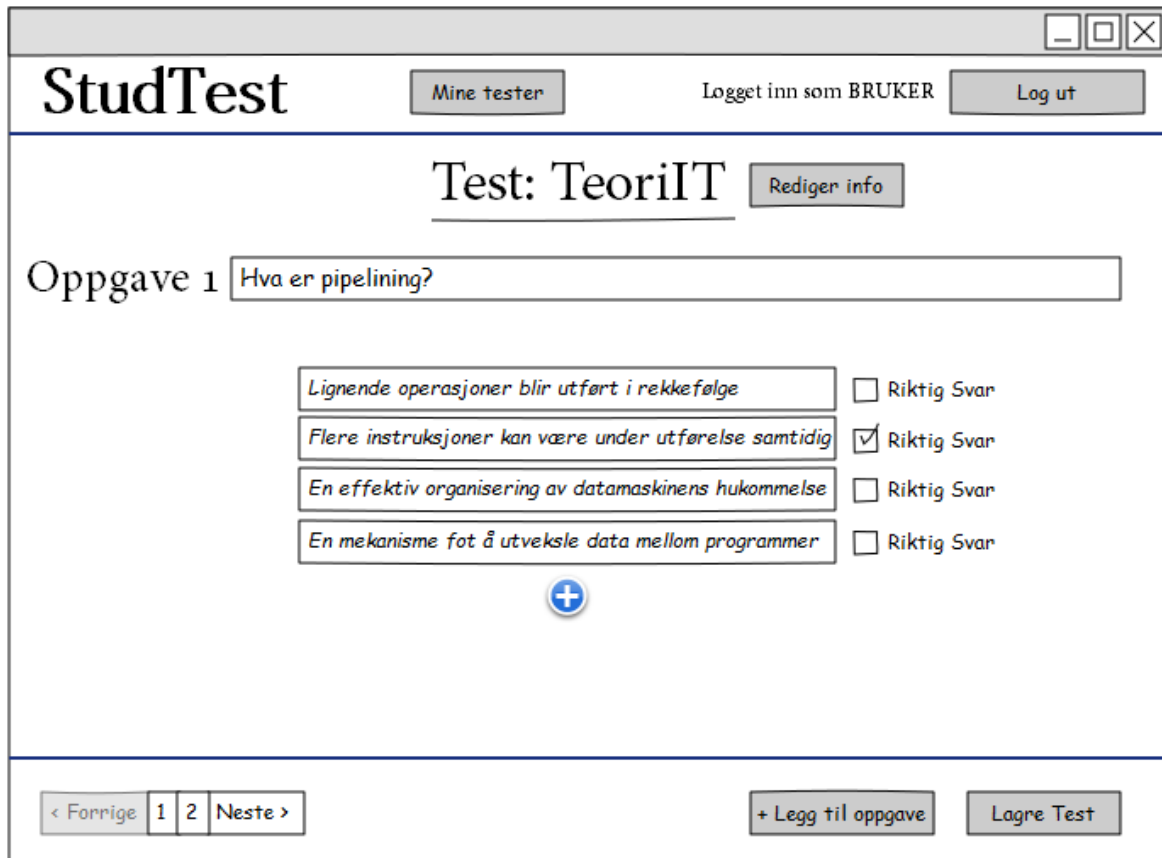 StudTest
Mine tester
Logget inn som BRUKER
Log ut
Test: TeoriIT
Rediger info
Oppgave 1
Hva er pipelining?
Lignende operasjoner blir utført i rekkefølge
Riktig Svar
Flere instruksjoner kan være under utførelse samtidig
Riktig Svar
En effektiv organisering av datamaskinens hukommelse
Riktig Svar
En mekanisme fot å utveksle data mellom programmer
Riktig Svar
< Forrige
1
2
Neste >
+ Legg til oppgave
Lagre Test